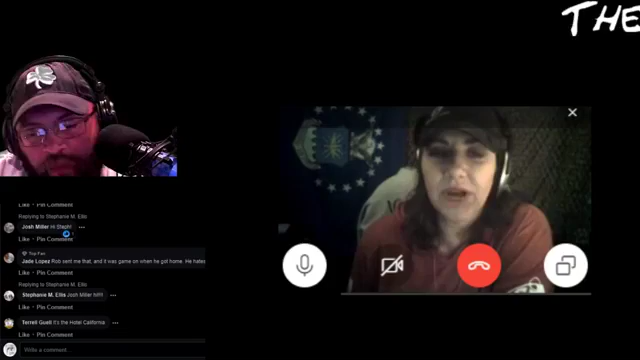 THE
Like • Pin Comment
Replying to Stephanie M. Ellis
Josh Miller Hi Steph!
Like • Pin Comment
Top Fan
Jade Lopez Rob sent me that, and it was game on when he got home. He hates
Like • Pin Comment
Replying to Stephanie M. Ellis
Stephanie M. Ellis Josh Miller hi!!!!
Like • Pin Comment
Terrell Guell It's the Hotel California
Like • Pin Comment
Write a comment...